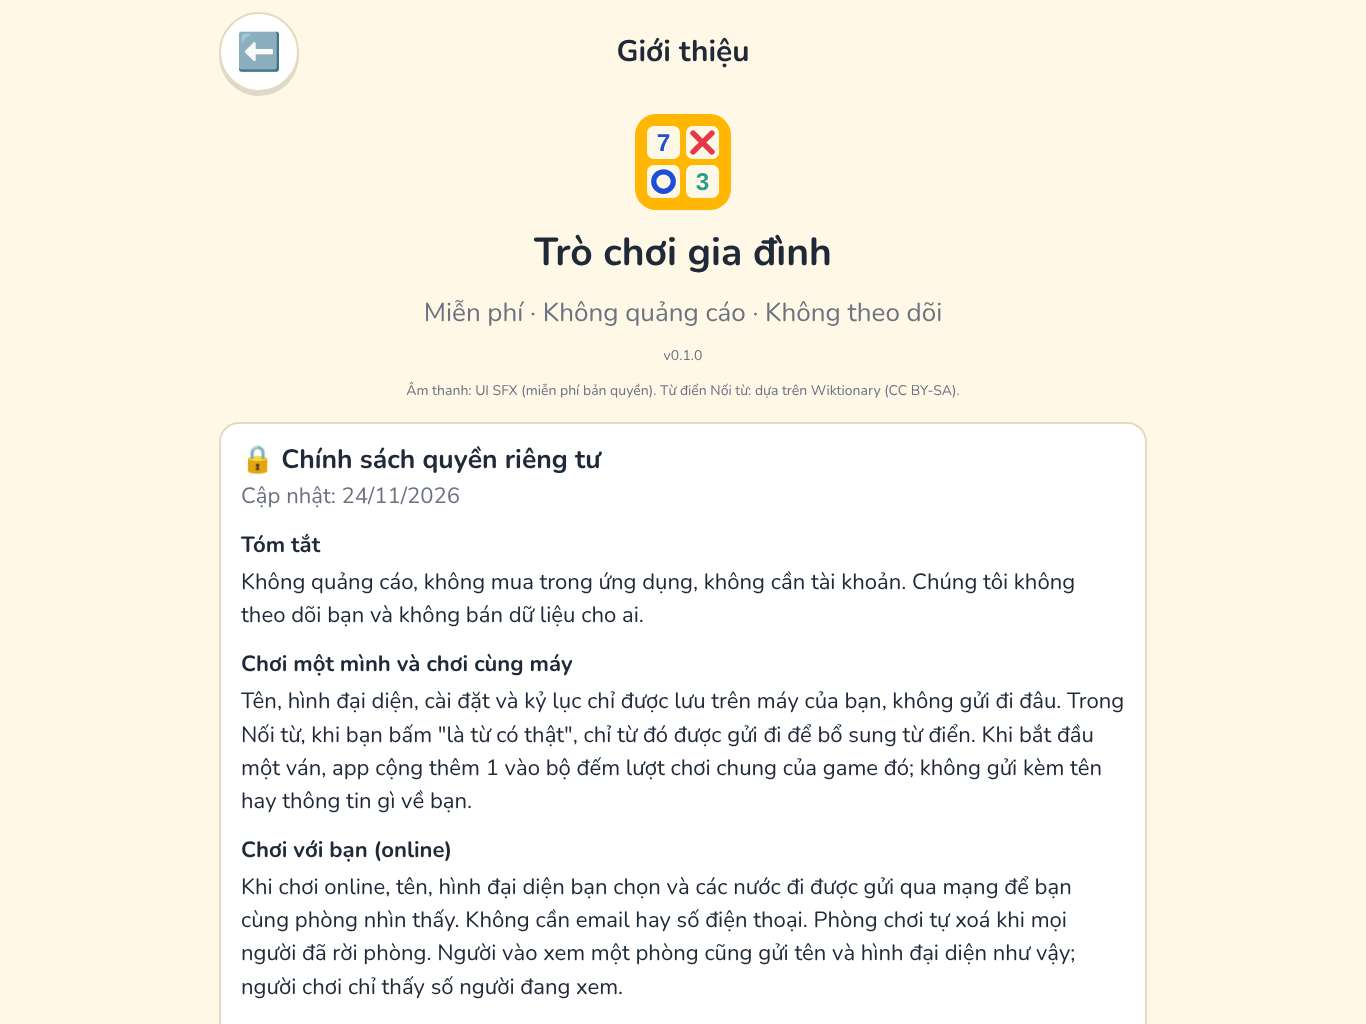 Giới thiệu
7
3
Trò chơi gia đình
Miễn phí · Không quảng cáo · Không theo dõi
v0.1.0
Âm thanh: UI SFX (miễn phí bản quyền). Từ điển Nối từ: dựa trên Wiktionary (CC BY-SA).
🔒 Chính sách quyền riêng tư
Cập nhật: 24/11/2026
Tóm tắt
Không quảng cáo, không mua trong ứng dụng, không cần tài khoản. Chúng tôi không
theo dõi bạn và không bán dữ liệu cho ai.
Chơi một mình và chơi cùng máy
Tên, hình đại diện, cài đặt và kỷ lục chỉ được lưu trên máy của bạn, không gửi đi đâu. Trong
Nối từ, khi bạn bấm "là từ có thật", chỉ từ đó được gửi đi để bổ sung từ điển. Khi bắt đầu
một ván, app cộng thêm 1 vào bộ đếm lượt chơi chung của game đó; không gửi kèm tên
hay thông tin gì về bạn.
Chơi với bạn (online)
Khi chơi online, tên, hình đại diện bạn chọn và các nước đi được gửi qua mạng để bạn
cùng phòng nhìn thấy. Không cần email hay số điện thoại. Phòng chơi tự xoá khi mọi
người đã rời phòng. Người vào xem một phòng cũng gửi tên và hình đại diện như vậy;
người chơi chỉ thấy số người đang xem.